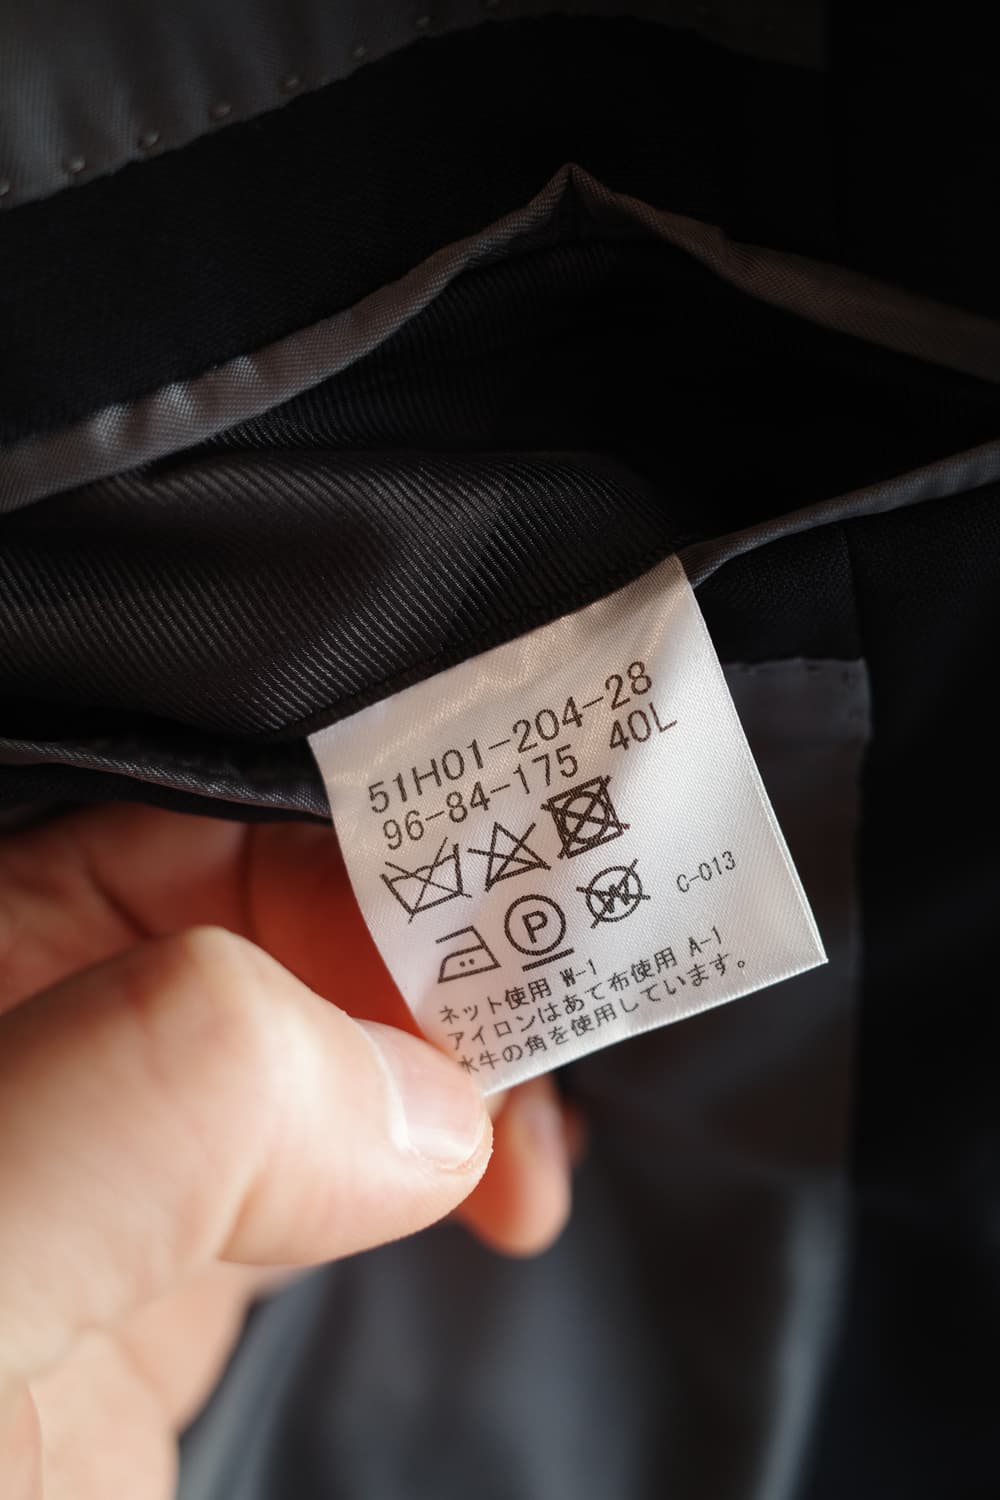 51H01-204-28
96-84-175 40L
P
W
C-013
ネット使用 W-1
アイロンはあて布使用 A-1
水牛の角を使用しています。